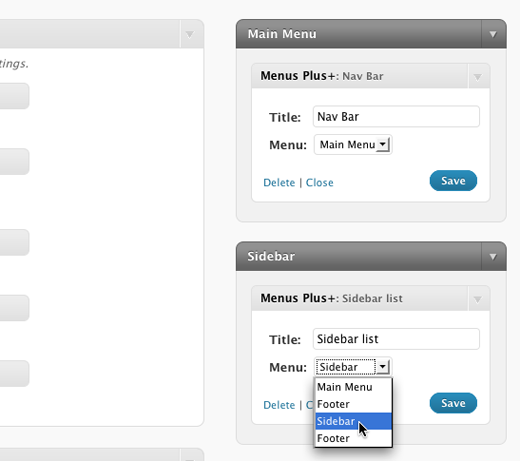 tings.
Main Menu
Menus Plus+: Nav Bar
Title: Nav Bar
Menu: Main Menu
Delete | Close
Save
Sidebar
Menus Plus+: Sidebar list
Title: Sidebar list
Menu: Sidebar
Main Menu
Footer
Sidebar
Footer
Delete | C
Save